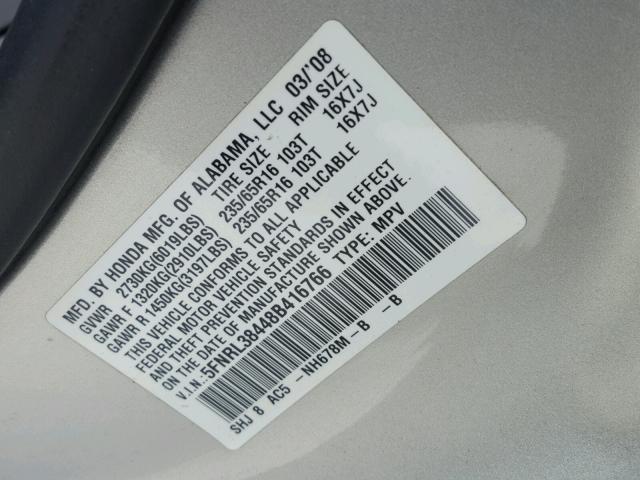 MFD. BY HONDA MFG. OF ALABAMA, LLC 03/'08
GVWR 2730KG(6019LBS) TIRE SIZE RIM SIZE
GAWR F 1320KG(2910LBS) 235/65R16 103T 16X7J
GAWR R 1450KG(3197LBS) 235/65R16 103T 16X7J
THIS VEHICLE CONFORMS TO ALL APPLICABLE
FEDERAL MOTOR VEHICLE SAFETY
AND THEFT PREVENTION STANDARDS IN EFFECT
ON THE DATE OF MANUFACTURE SHOWN ABOVE.
V.I.N.:5FNRL38448B416766 TYPE: MPV
SHJ 8 AC5 -NH678M-B -B